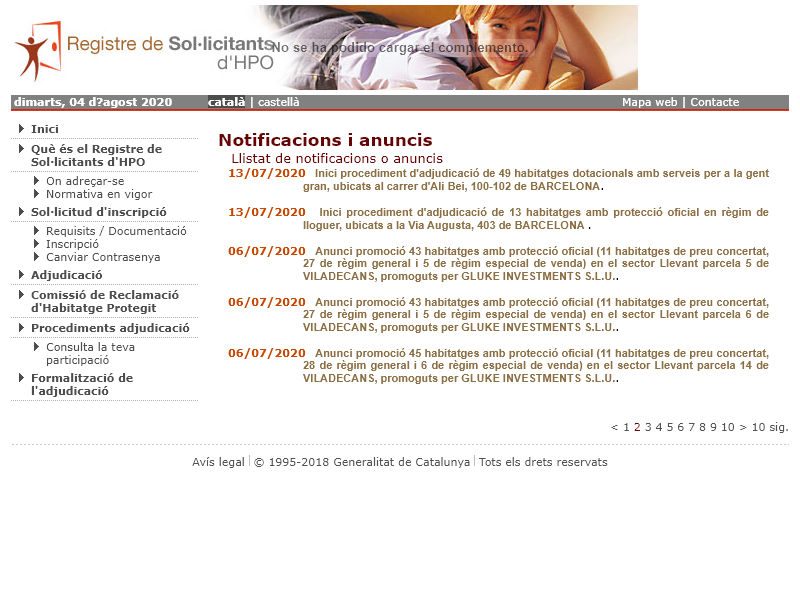 Registre de Sol·licitants
d'HPO
No se ha podido cargar el complemento.
dimarts, 04 d?agost 2020
català | castellà
Mapa web | Contacte
Inici
Què és el Registre de
Sol·licitants d'HPO
On adreçar-se
Normativa en vigor
Sol·licitud d'inscripció
Requisits / Documentació
Inscripció
Canviar Contrasenya
Adjudicació
Comissió de Reclamació
d'Habitatge Protegit
Procediments adjudicació
Consulta la teva
participació
Formalització de
l'adjudicació
Notificacions i anuncis
Llistat de notificacions o anuncis
13/07/2020 Inici procediment d'adjudicació de 49 habitatges dotacionals amb serveis per a la gent
gran, ubicats al carrer d'Ali Bei, 100-102 de BARCELONA.
13/07/2020 Inici procediment d'adjudicació de 13 habitatges amb protecció oficial en règim de
lloguer, ubicats a la Via Augusta, 403 de BARCELONA .
06/07/2020 Anunci promoció 43 habitatges amb protecció oficial (11 habitatges de preu concertat,
27 de règim general i 5 de règim especial de venda) en el sector Llevant parcela 5 de
VILADECANS, promoguts per GLUKE INVESTMENTS S.L.U..
06/07/2020 Anunci promoció 43 habitatges amb protecció oficial (11 habitatges de preu concertat,
27 de règim general i 5 de règim especial de venda) en el sector Llevant parcela 6 de
VILADECANS, promoguts per GLUKE INVESTMENTS S.L.U..
06/07/2020 Anunci promoció 45 habitatges amb protecció oficial (11 habitatges de preu concertat,
28 de règim general i 6 de règim especial de venda) en el sector Llevant parcela 14 de
VILADECANS, promoguts per GLUKE INVESTMENTS S.L.U..
< 1 2 3 4 5 6 7 8 9 10 > 10 sig.
Avís legal | © 1995-2018 Generalitat de Catalunya | Tots els drets reservats